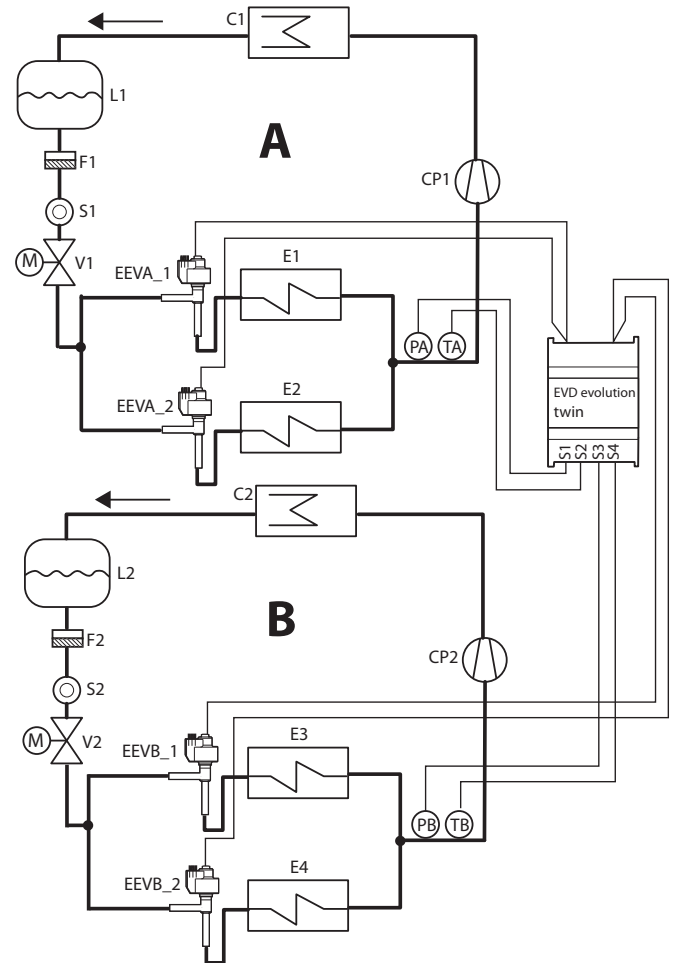 C1
L1
A
F1
CP1
S1
M
V1
EEVA_1
E1
PA
TA
EEVA_2
E2
EVD evolution
twin
S1
S2
S3
S4
C2
L2
B
F2
CP2
S2
M
V2
EEVB_1
E3
PB
TB
EEVB_2
E4